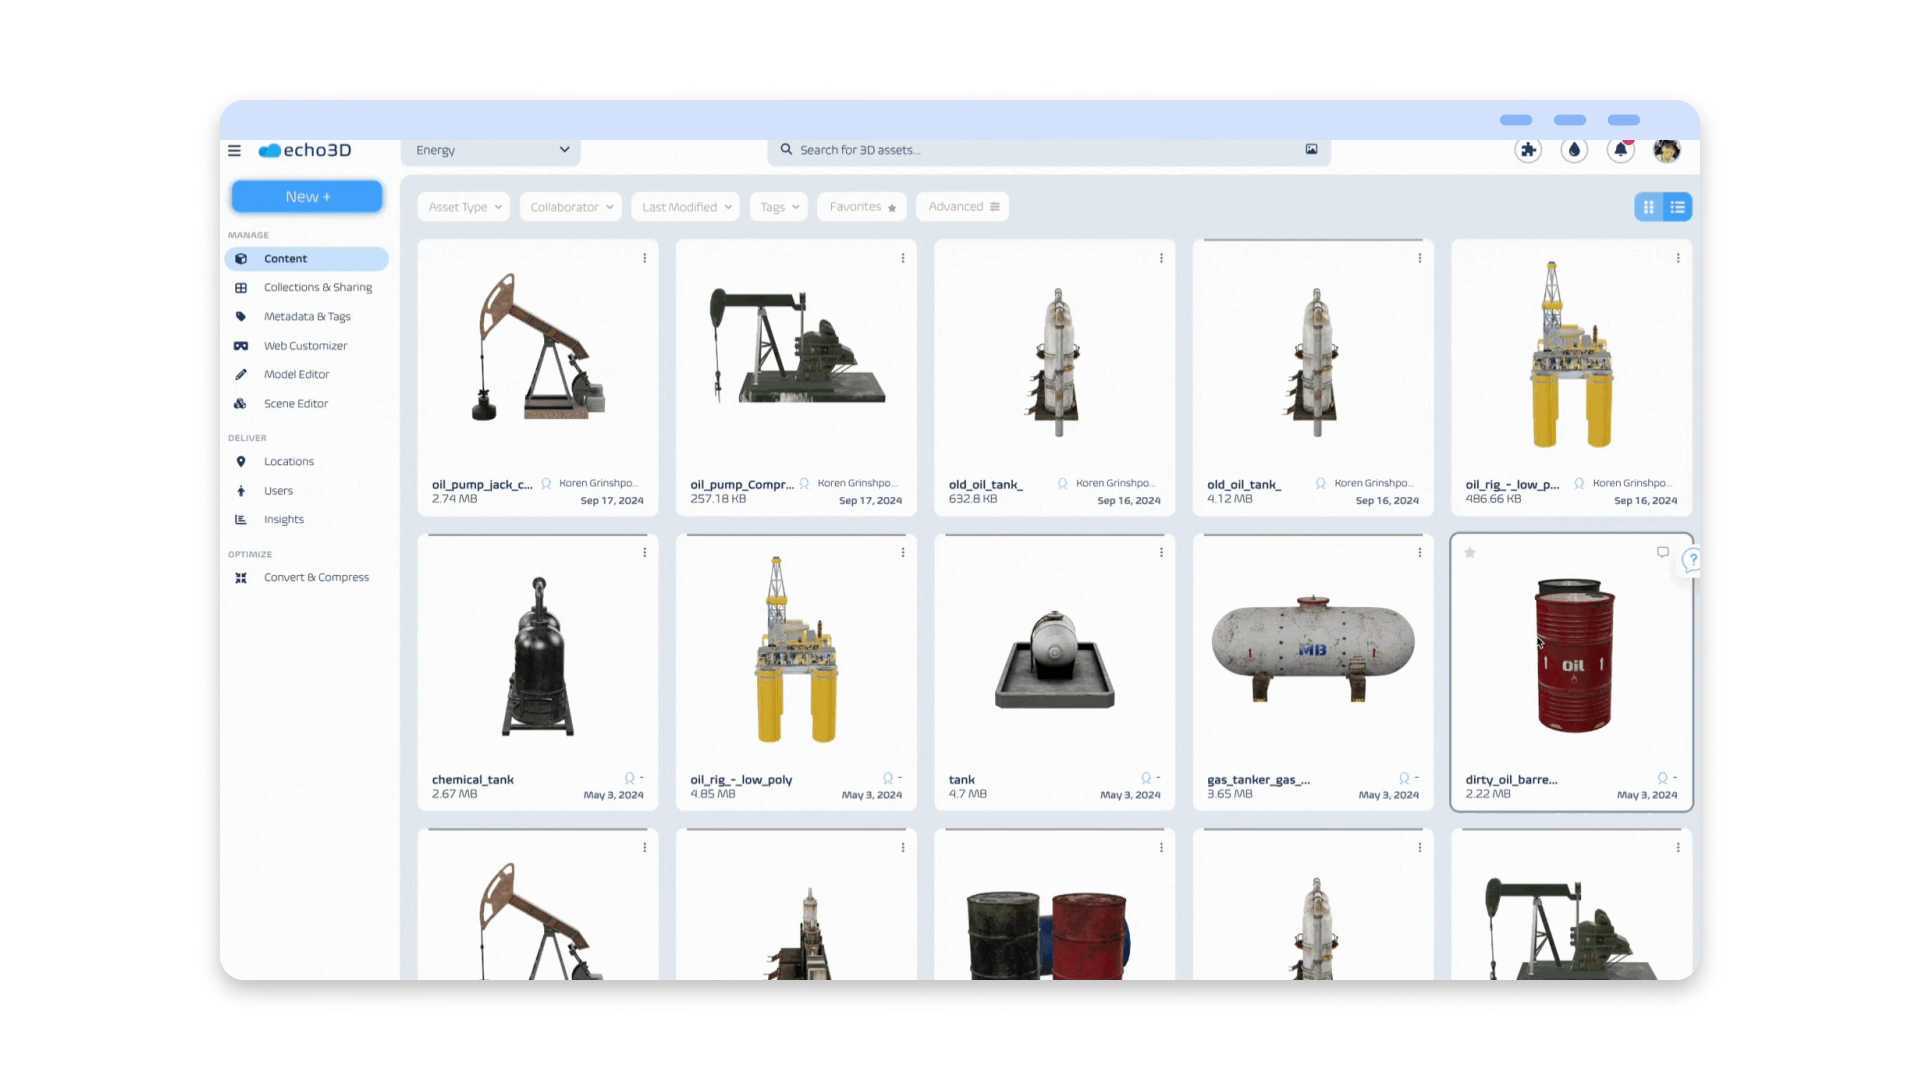 echo3D
Energy
Search for 3D assets...
New +
MANAGE
Content
Collections & Sharing
Metadata & Tags
Web Customizer
Model Editor
Scene Editor
DELIVER
Locations
Users
Insights
OPTIMIZE
Convert & Compress
Asset Type
Collaborator
Last Modified
Tags
Favorites
Advanced
oil_pump_jack_c... Koren Grinshpo...
2.74 MB Sep 17, 2024
oil_pump_Compr... Koren Grinshpo...
257.18 KB Sep 17, 2024
old_oil_tank_ Koren Grinshpo...
632.8 KB Sep 16, 2024
old_oil_tank_ Koren Grinshpo...
4.12 MB Sep 16, 2024
oil_rig_-_low_p... Koren Grinshpo...
486.66 KB Sep 16, 2024
chemical_tank -
2.67 MB May 3, 2024
oil_rig_-_low_poly -
4.85 MB May 3, 2024
tank -
4.7 MB May 3, 2024
MB
gas_tanker_gas_... -
3.65 MB May 3, 2024
?
Oil
dirty_oil_barre... -
2.22 MB May 3, 2024